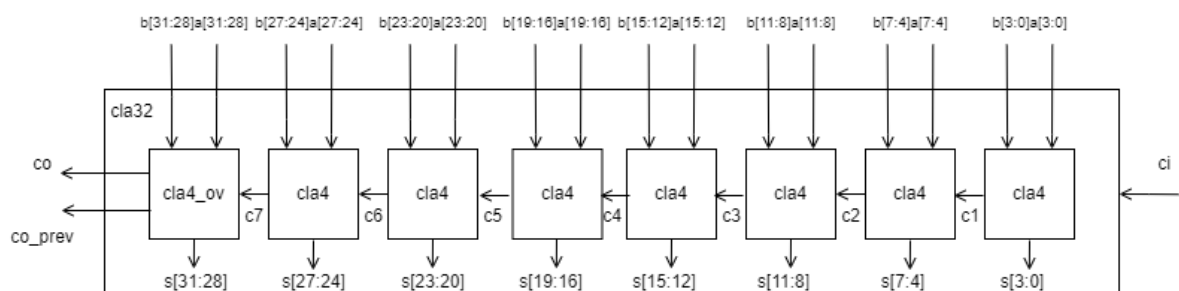 b[31:28]a[31:28] b[27:24]a[27:24] b[23:20]a[23:20] b[19:16]a[19:16] b[15:12]a[15:12] b[11:8]a[11:8] b[7:4]a[7:4] b[3:0]a[3:0]
cla32
co ci
cla4_ov cla4 cla4 cla4 cla4 cla4 cla4 cla4
c7 c6 c5 c4 c3 c2 c1
co_prev
s[31:28] s[27:24] s[23:20] s[19:16] s[15:12] s[11:8] s[7:4] s[3:0]